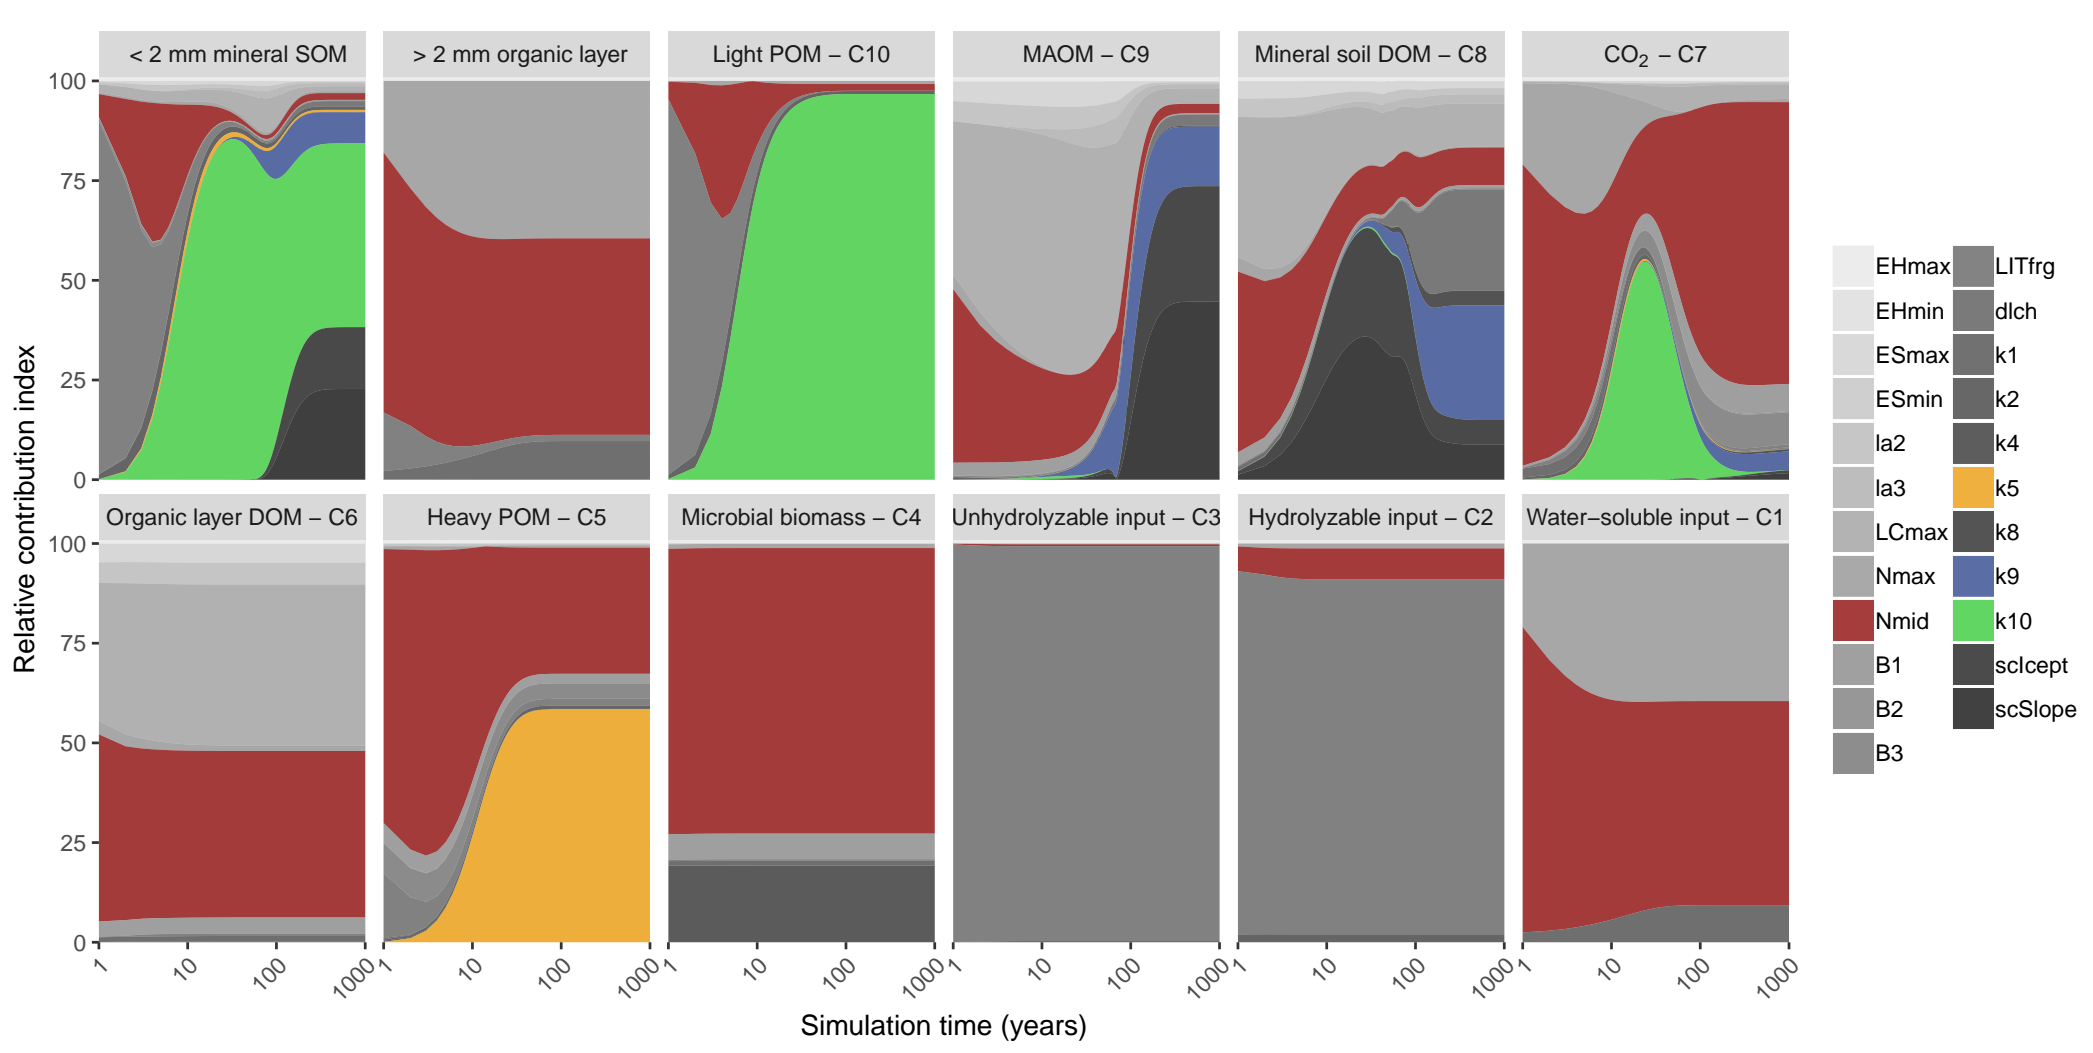 < 2 mm mineral SOM
> 2 mm organic layer
Light POM – C10
MAOM – C9
Mineral soil DOM – C8
CO2 – C7
100
75
50
25
0
Organic layer DOM – C6
Heavy POM – C5
Microbial biomass – C4
Unhydrolyzable input – C3
Hydrolyzable input – C2
Water–soluble input – C1
100
75
50
25
0
Relative contribution index
1 10 100 1000
1 10 100 1000
1 10 100 1000
1 10 100 1000
1 10 100 1000
1 10 100 1000
Simulation time (years)
EHmax
EHmin
ESmax
ESmin
la2
la3
LCmax
Nmax
Nmid
B1
B2
B3
LITfrg
dlch
k1
k2
k4
k5
k8
k9
k10
scIcept
scSlope